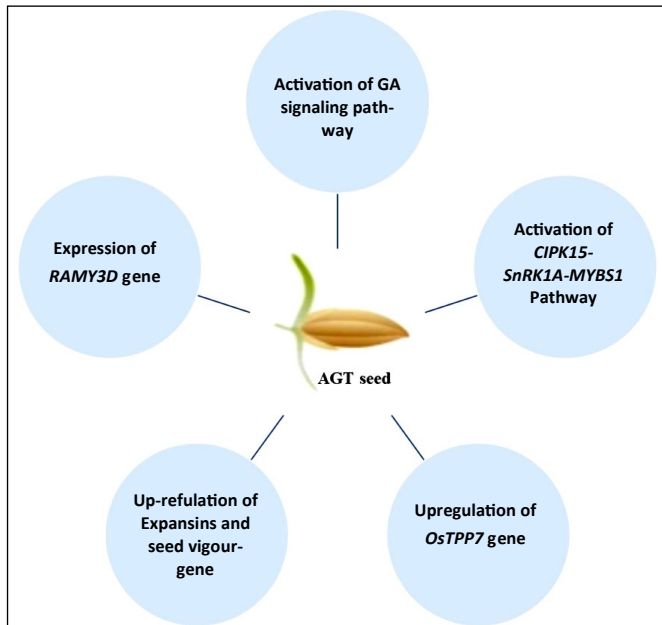 Activation of GA
signaling path-
way
Expression of
RAMY3D gene
Activation of
CIPK15-
SnRK1A-MYBS1
Pathway
AGT seed
Up-refulation of
Expansins and
seed vigour-
gene
Upregulation of
OsTPP7 gene